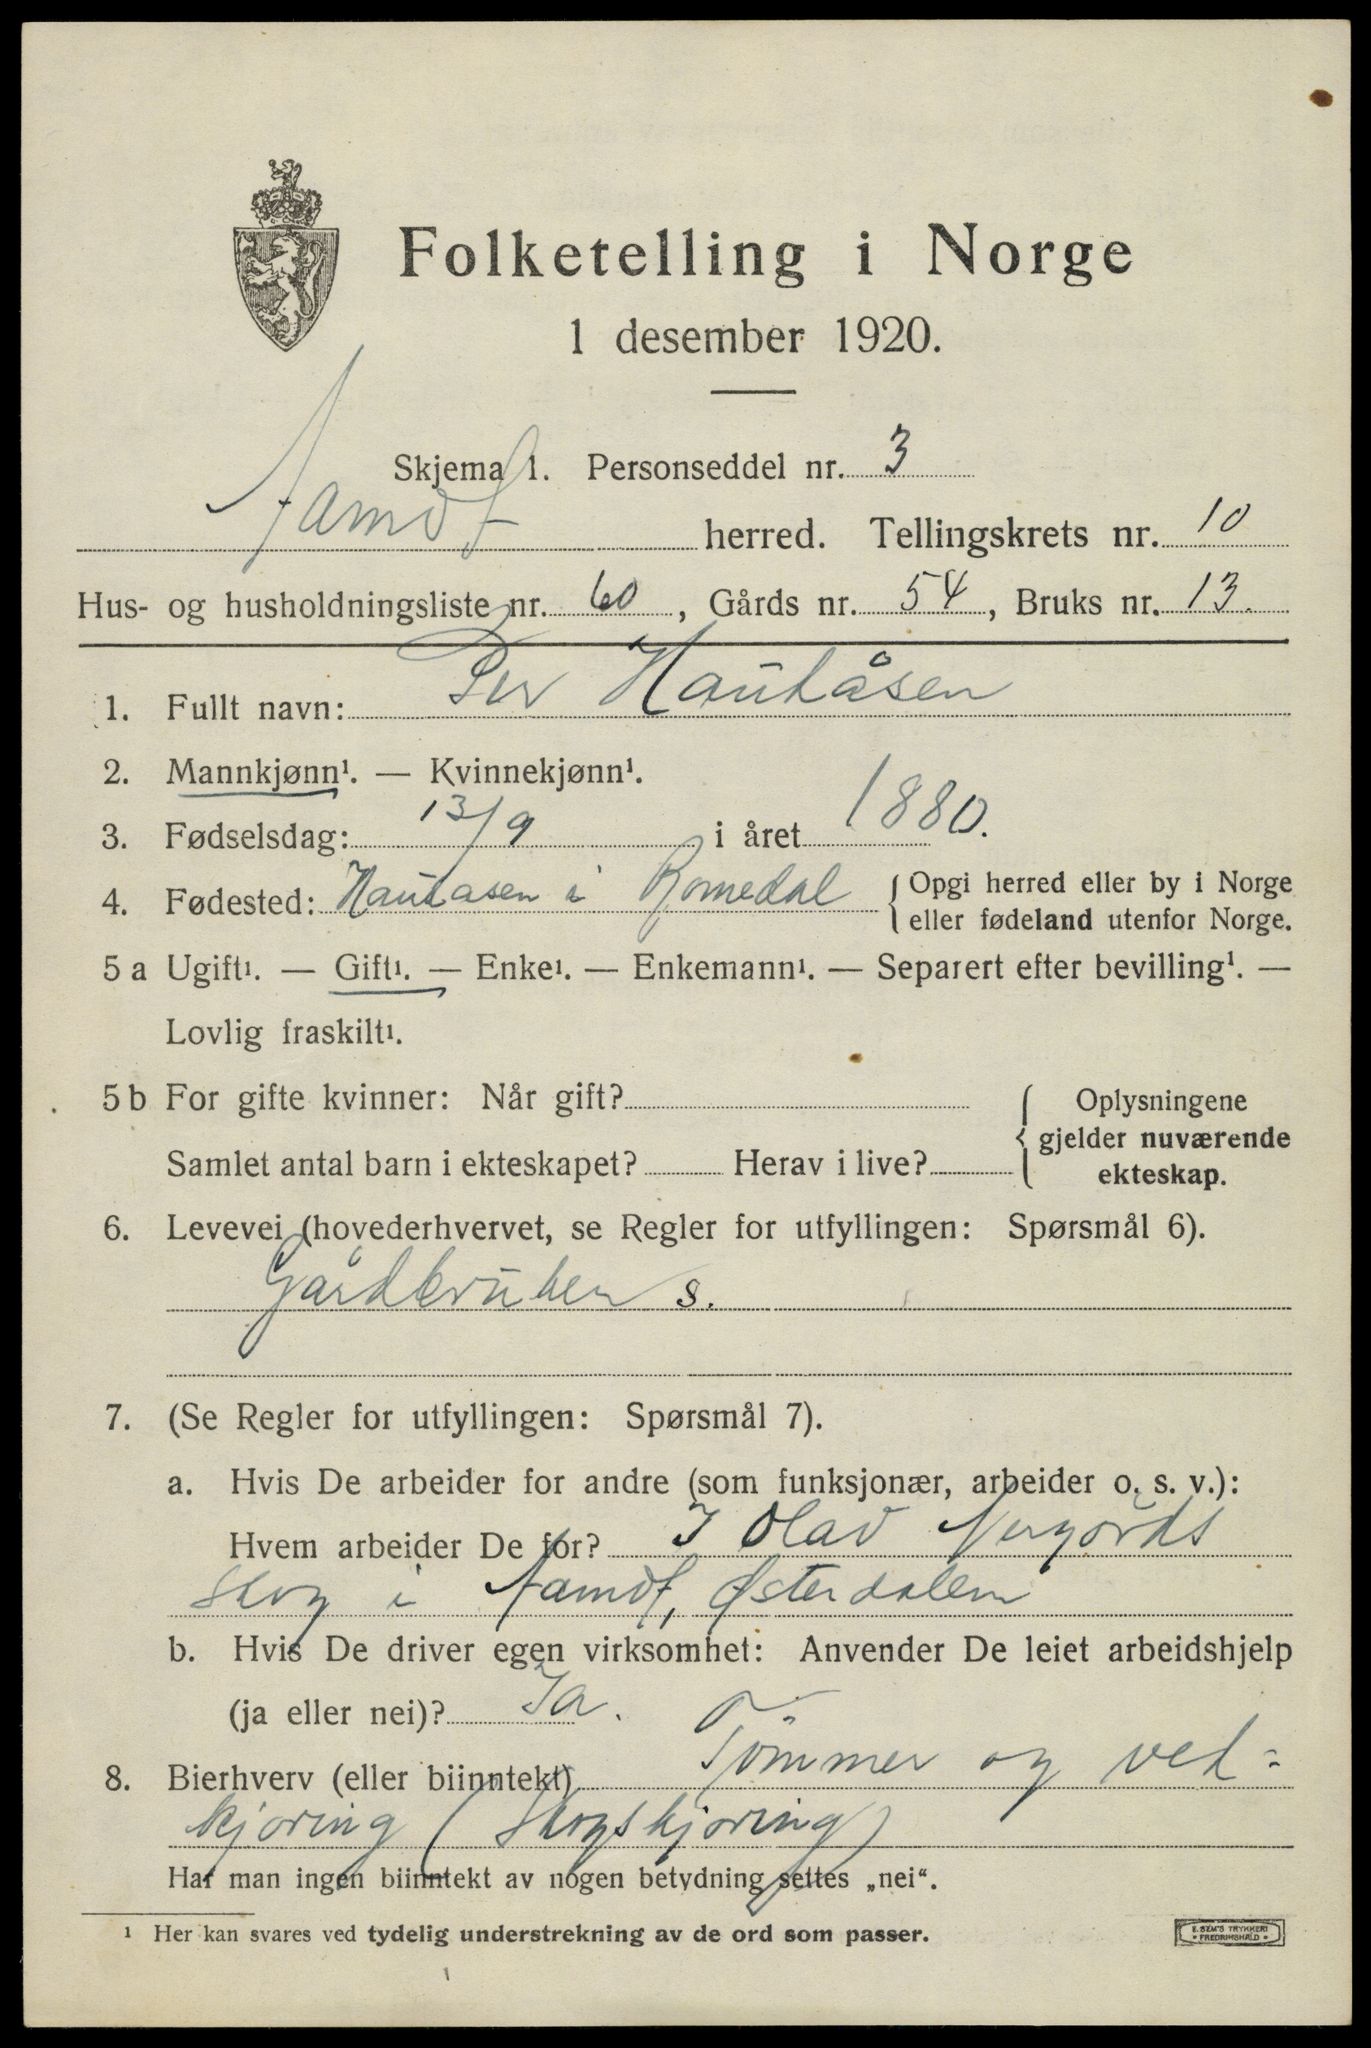 Folketelling i Norge
1 desember 1920.
Skjema 1. Personseddel nr. 3
Aamot herred. Tellingskrets nr. 10
Hus- og husholdningsliste nr. 60, Gårds nr. 54, Bruks nr. 13.
1. Fullt navn: Per Haukåsen
2. Mannkjønn¹. — Kvinnekjønn¹.
3. Fødselsdag: 13/9 i året 1880.
4. Fødested: Haukasen i Romedal { Opgi herred eller by i Norge
eller fødeland utenfor Norge.
5 a Ugift¹. — Gift¹. — Enke¹. — Enkemann¹. — Separert efter bevilling¹. —
Lovlig fraskilt¹.
5 b For gifte kvinner: Når gift?
Samlet antal barn i ekteskapet? Herav i live?
{ Oplysningene
gjelder nuværende
ekteskap.
6. Levevei (hovederhvervet, se Regler for utfyllingen: Spørsmål 6).
Gårdbruker s.
7. (Se Regler for utfyllingen: Spørsmål 7).
a. Hvis De arbeider for andre (som funksjonær, arbeider o. s. v.):
Hvem arbeider De for? I Olav
skog i Aamot, Østerdalen
b. Hvis De driver egen virksomhet: Anvender De leiet arbeidshjelp
(ja eller nei)? Ja.
8. Bierhverv (eller biinntekt) Tömmer og ved-
kjøring (Skogskjøring)
Har man ingen biinntekt av nogen betydning settes „nei“.
¹ Her kan svares ved tydelig understrekning av de ord som passer.
E. SEM'S TRYKKERI
* FREDRIKSHALD *